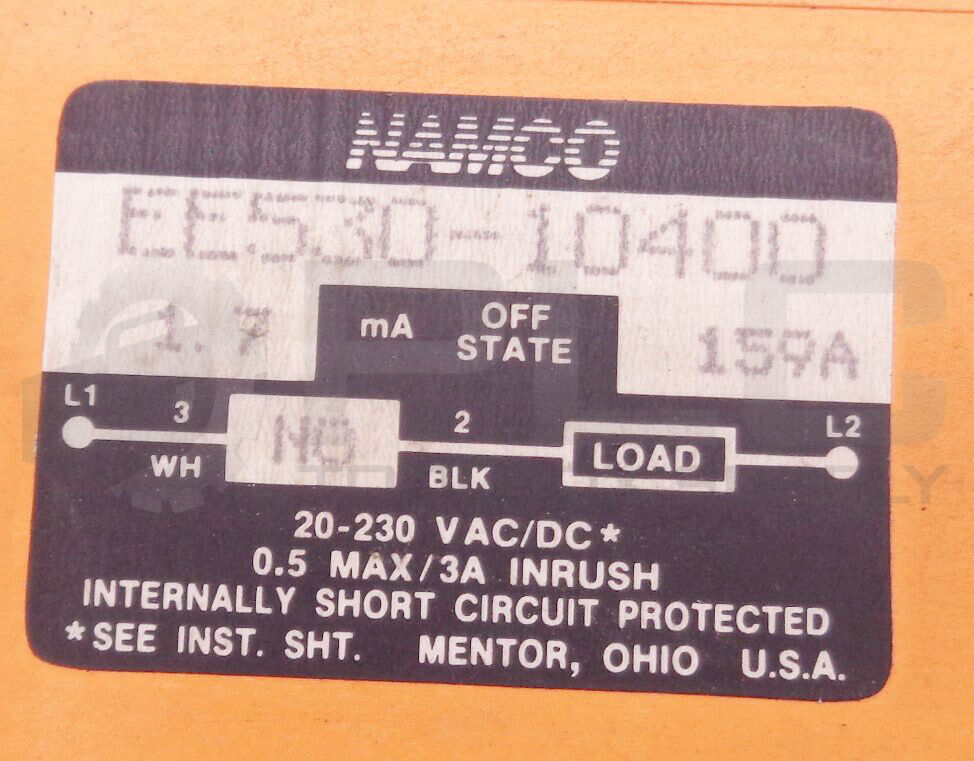 NAMCO
EE530-10400
1.7 mA OFF STATE 159A
L1 3 NO 2 LOAD L2
WH BLK
20-230 VAC/DC*
0.5 MAX/3A INRUSH
INTERNALLY SHORT CIRCUIT PROTECTED
*SEE INST. SHT. MENTOR, OHIO U.S.A.